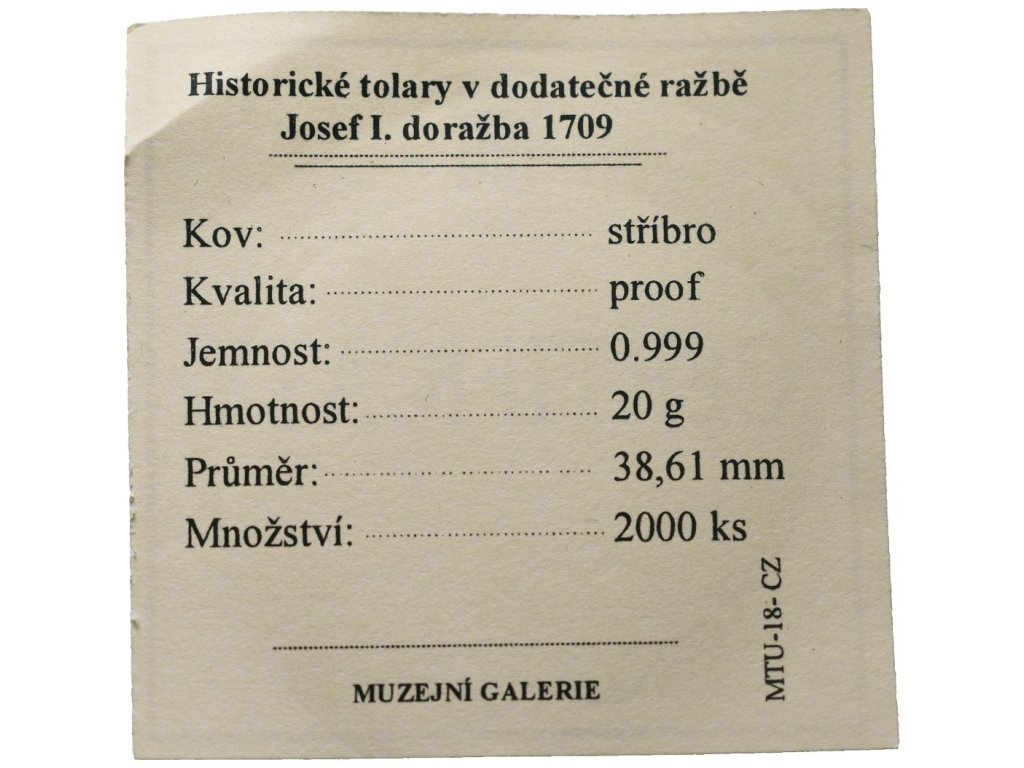 Historické tolary v dodatečné ražbě
Josef I. doražba 1709
Kov: stříbro
Kvalita: proof
Jemnost: 0.999
Hmotnost: 20 g
Průměr: 38,61 mm
Množství: 2000 ks
MTU-18- CZ
MUZEJNÍ GALERIE